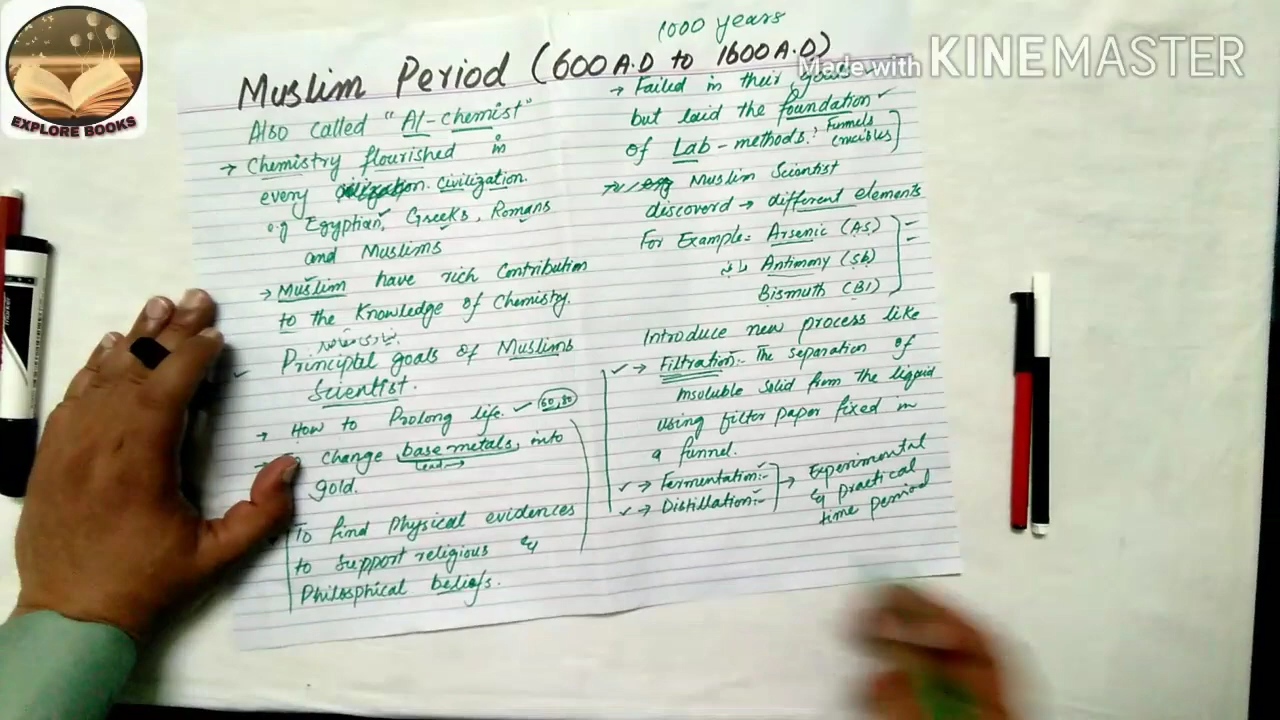 1000 years
Muslim Period (600 A.D to 1600 A.D)
Made with KINEMASTER
EXPLORE BOOKS
Also called "Al-chemist"
→ Chemistry flourished in
every civilization.
e.g Egyptian, Greeks, Romans
and Muslims
→ Muslim have rich contribution
to the knowledge of chemistry.
Principal goals of Muslims
Scientist.
→ How to Prolong life. ✓ 60,80
→ change base metals, into
lead →
gold.
To find physical evidences
to support religious &
Philosphical beliefs.
→ Failed in their goals
but laid the foundation ✓
of Lab-methods: Funnels
crucibles
Muslim Scientist
discoverd → different elements
For Example: Arsenic (AS)
Antimony (Sb)
Bismuth (BI)
Introduce new process like
✓ → Filtration:- The separation of
insoluble solid from the liquid
using filter paper fixed in
a funnel.
✓ → Fermentation:-
✓ → Distillation:-
→ Experimental
& practical
time period
marker